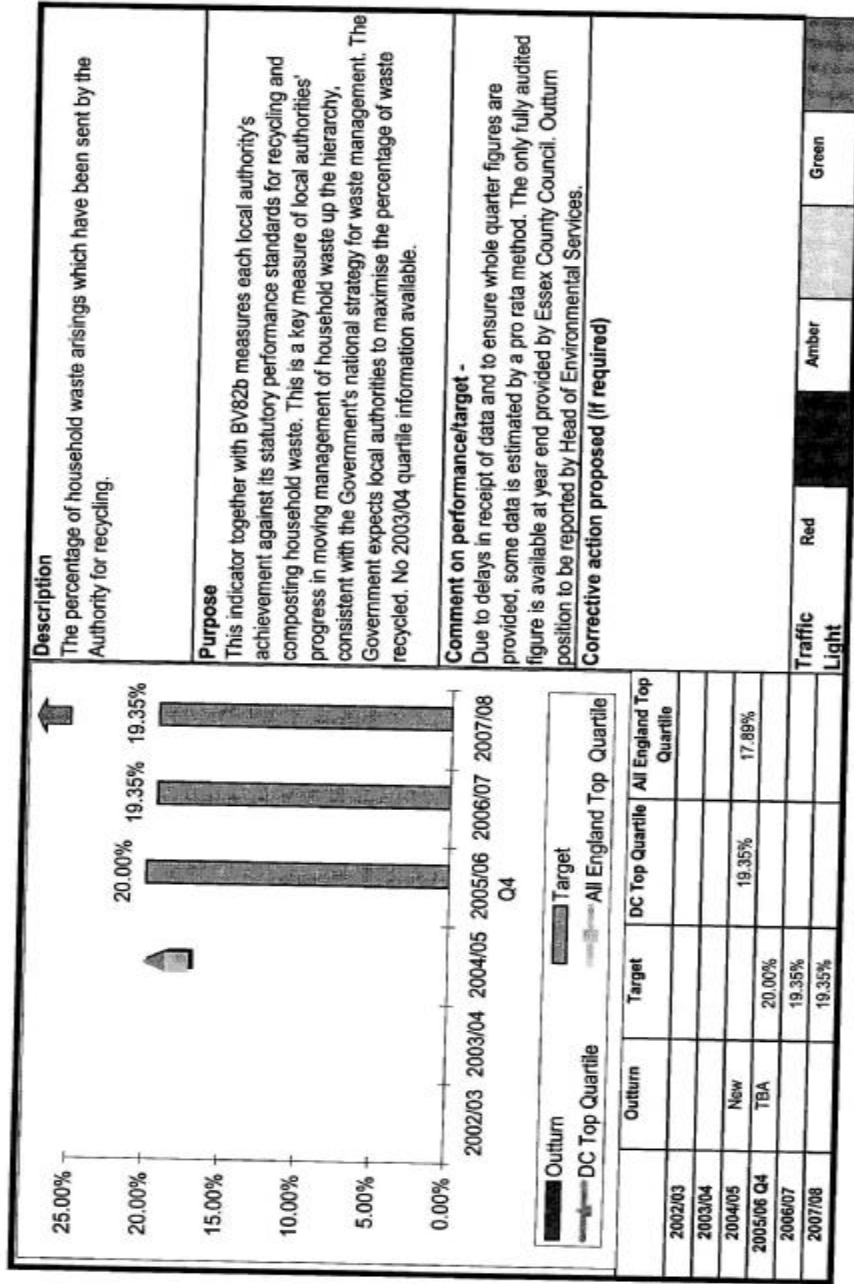 25.00%
20.00%
15.00%
10.00%
5.00%
0.00%
20.00%
19.35%
19.35%
2002/03 2003/04 2004/05 2005/06 2006/07 2007/08
Q4
Outturn
Target
DC Top Quartile
All England Top Quartile
Outturn Target DC Top Quartile All England Top Quartile
2002/03
2003/04
2004/05 New 19.35% 17.89%
2005/06 Q4 TBA 20.00%
2006/07 19.35%
2007/08 19.35%
Description
The percentage of household waste arisings which have been sent by the
Authority for recycling.
Purpose
This indicator together with BV82b measures each local authority's
achievement against its statutory performance standards for recycling and
composting household waste. This is a key measure of local authorities'
progress in moving management of household waste up the hierarchy,
consistent with the Government's national strategy for waste management. The
Government expects local authorities to maximise the percentage of waste
recycled. No 2003/04 quartile information available.
Comment on performance/target -
Due to delays in receipt of data and to ensure whole quarter figures are
provided, some data is estimated by a pro rata method. The only fully audited
figure is available at year end provided by Essex County Council. Outturn
position to be reported by Head of Environmental Services.
Corrective action proposed (if required)
Traffic Light Red Amber Green